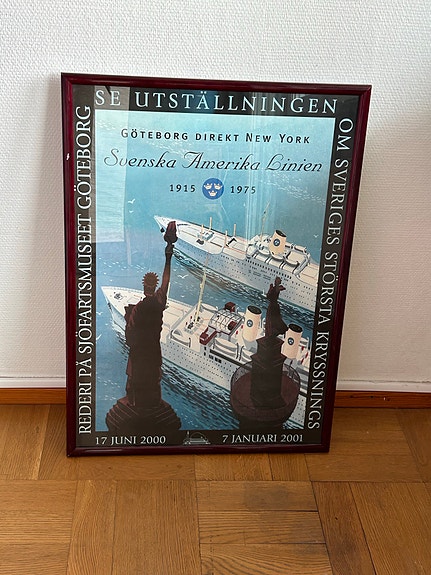 SE UTSTÄLLNINGEN
OM SVERIGES STÖRSTA KRYSSNINGS
REDERI PÅ SJÖFARTSMUSEET GÖTEBORG
GÖTEBORG DIREKT NEW YORK
Svenska Amerika Linien
1915 1975
17 JUNI 2000
7 JANUARI 2001